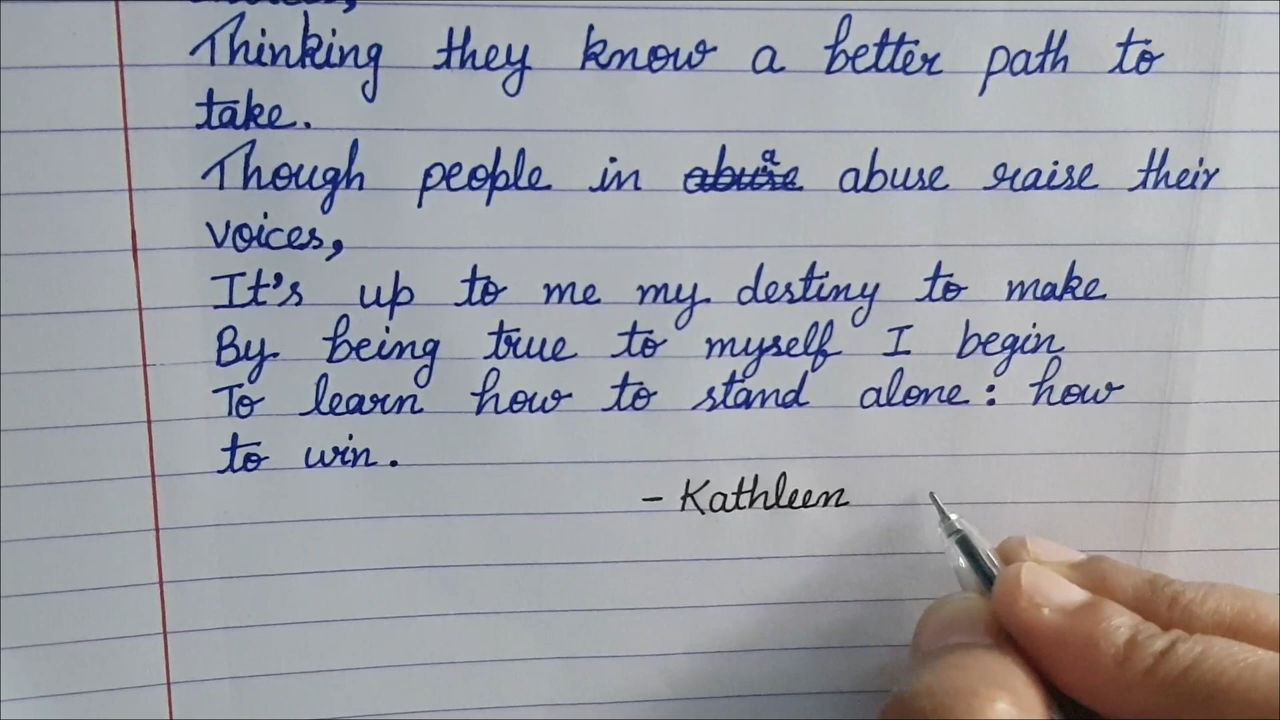 Thinking they know a better path to
take.
Though people in abuse raise their
voices,
It's up to me my destiny to make
By being true to myself I begin
To learn how to stand alone: how
to win.
- Kathleen